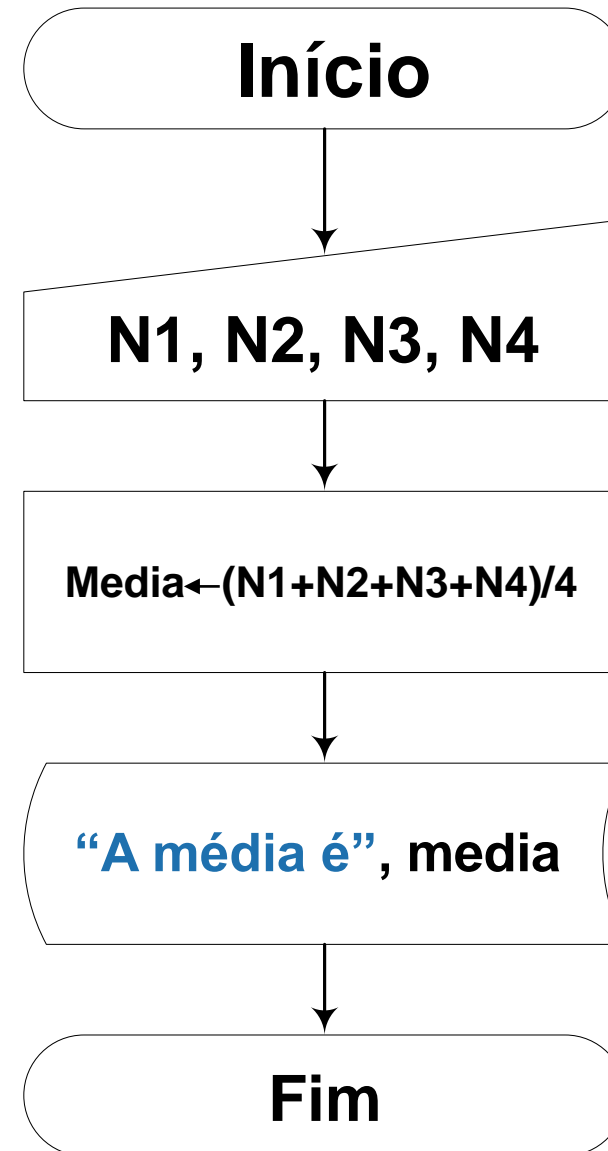 Início
N1, N2, N3, N4
Media←(N1+N2+N3+N4)/4
“A média é”, media
Fim